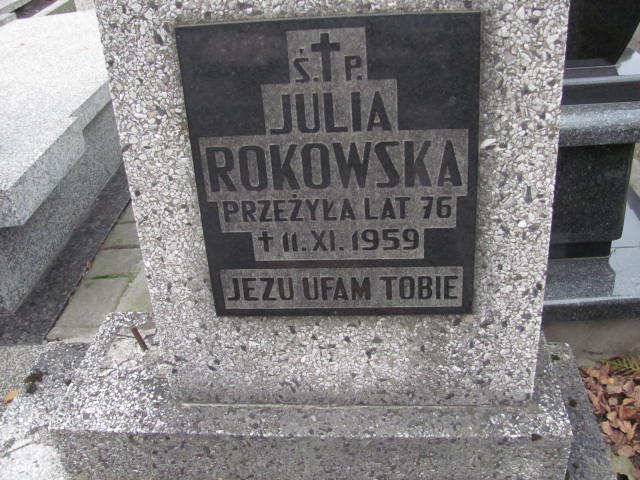 Ś.✝P.
JULIA
ROKOWSKA
PRZEŻYŁA LAT 76
✝ 11. XI. 1959
JEZU UFAM TOBIE